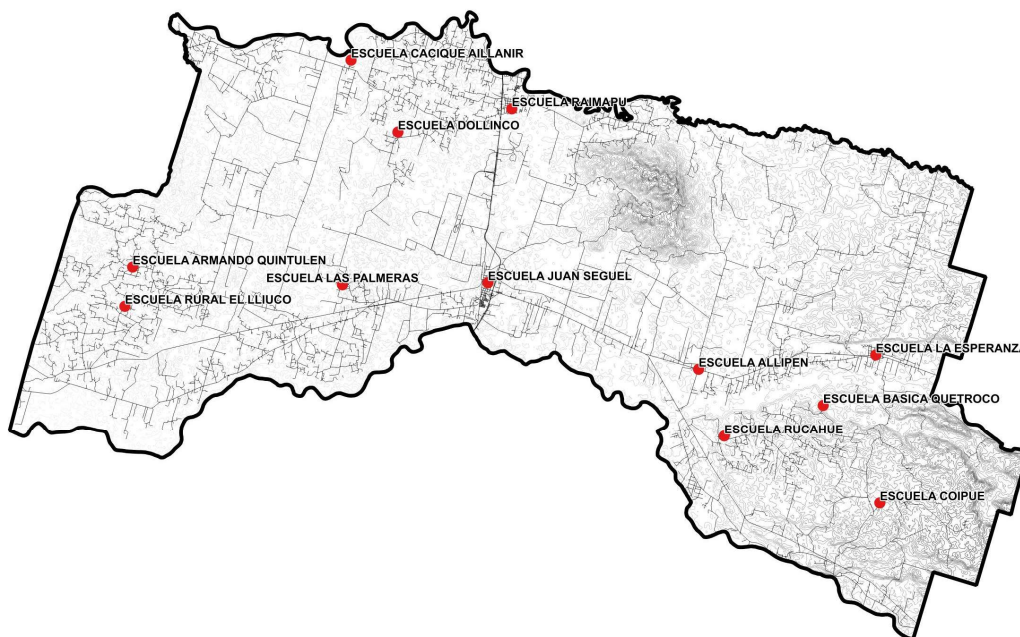 ESCUELA CACIQUE AILLANIR
ESCUELA RAIMAPU
ESCUELA DOLLINCO
ESCUELA ARMANDO QUINTULEN
ESCUELA LAS PALMERAS
ESCUELA JUAN SEGUEL
ESCUELA RURAL EL LLIUCO
ESCUELA LA ESPERANZA
ESCUELA ALLIPEN
ESCUELA BASICA QUETROCO
ESCUELA RUCAHUE
ESCUELA COIPUE